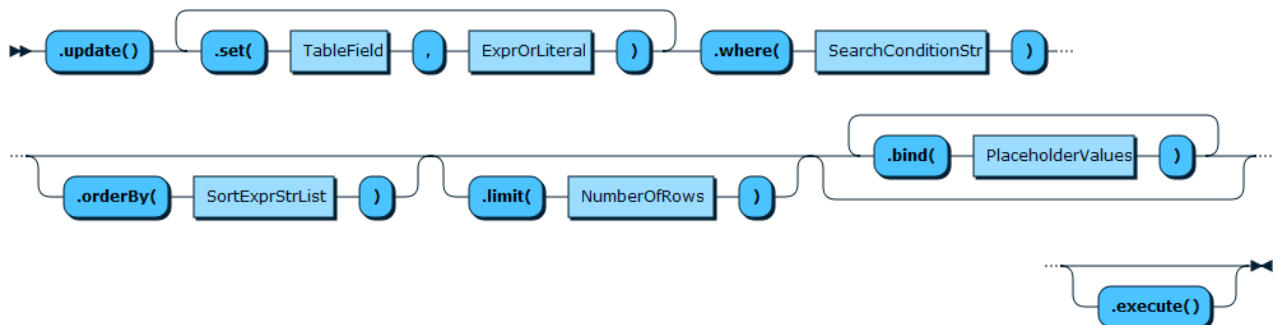 .update() .set( TableField , ExprOrLiteral ) .where( SearchConditionStr )
.orderBy( SortExprStrList ) .limit( NumberOfRows ) .bind( PlaceholderValues )
.execute()